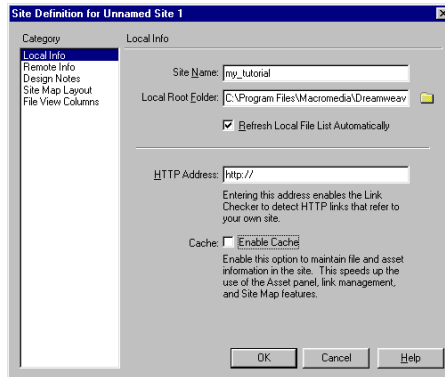 Site Definition for Unnamed Site 1
Category
Local Info
Local Info
Remote Info
Design Notes
Site Map Layout
File View Columns
Site Name: my_tutorial
Local Root Folder: C:\Program Files\Macromedia\Dreamweav
Refresh Local File List Automatically
HTTP Address: http://
Entering this address enables the Link
Checker to detect HTTP links that refer to
your own site.
Cache: Enable Cache
Enable this option to maintain file and asset
information in the site. This speeds up the
use of the Asset panel, link management,
and Site Map features.
OK Cancel Help